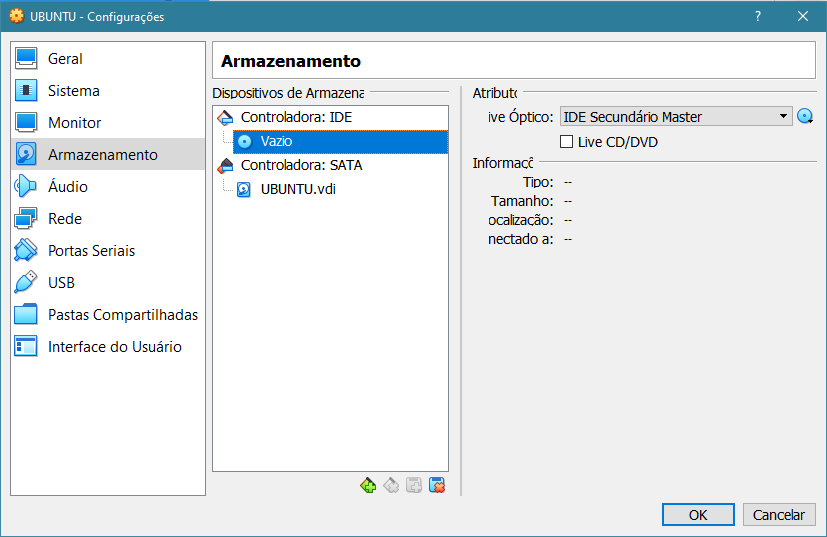 UBUNTU - Configurações
?
Geral
Sistema
Monitor
Armazenamento
Áudio
Rede
Portas Seriais
USB
Pastas Compartilhadas
Interface do Usuário
Armazenamento
Dispositivos de Armazena
Controladora: IDE
Vazio
Controladora: SATA
UBUNTU.vdi
Atributo
ive Óptico: IDE Secundário Master
Live CD/DVD
Informaçõ
Tipo: --
Tamanho: --
ocalização: --
nectado a: --
OK Cancelar